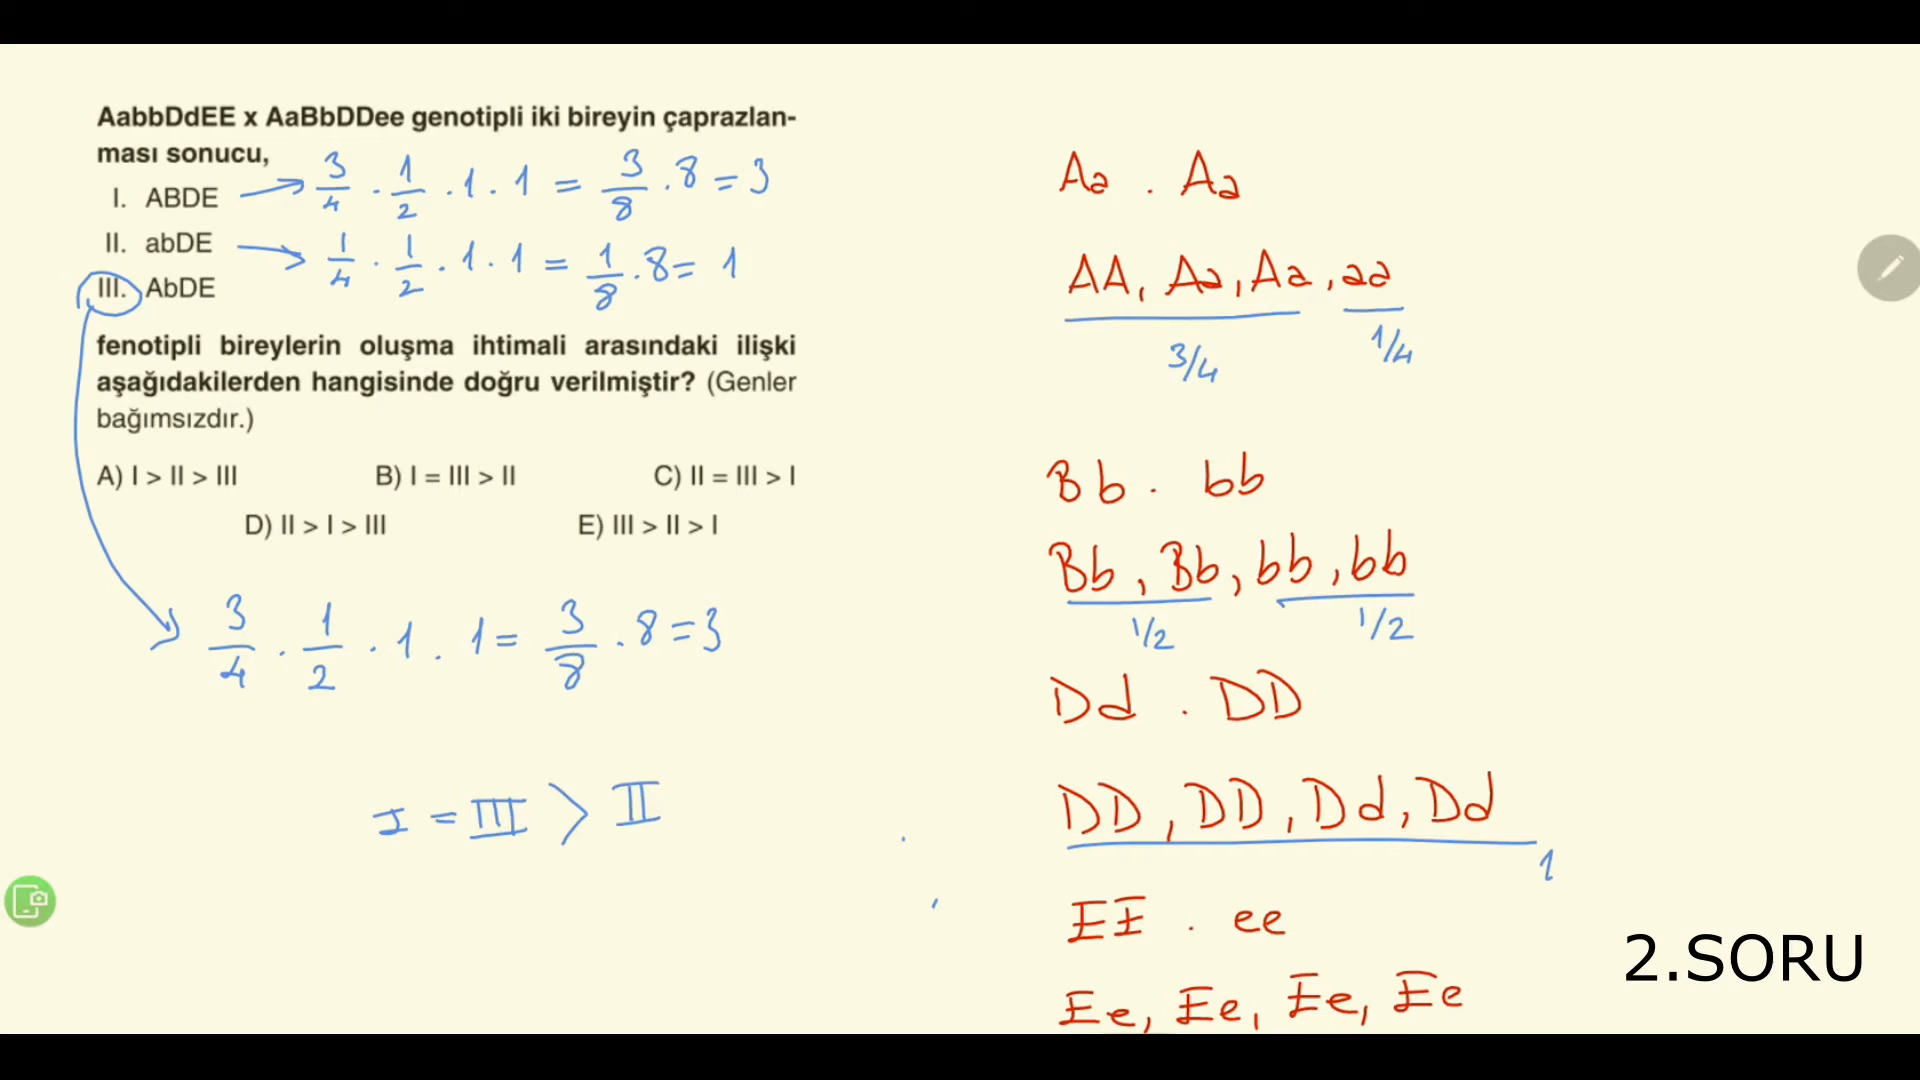 AabbDdEE x AaBbDDee genotipli iki bireyin çaprazlan-
ması sonucu,
I. ABDE → 3/4 · 1/2 · 1 · 1 = 3/8 · 8 = 3
II. abDE → 1/4 · 1/2 · 1 · 1 = 1/8 · 8 = 1
III. AbDE
fenotipli bireylerin oluşma ihtimali arasındaki ilişki
aşağıdakilerden hangisinde doğru verilmiştir? (Genler
bağımsızdır.)
A) I > II > III B) I = III > II C) II = III > I
D) II > I > III E) III > II > I
3/4 · 1/2 · 1 · 1 = 3/8 · 8 = 3
I = III > II
Aa · Aa
AA, Aa, Aa, aa
3/4 1/4
Bb · bb
Bb, Bb, bb, bb
1/2 1/2
Dd · DD
DD, DD, Dd, Dd
1
EE · ee
Ee, Ee, Ee, Ee
2.SORU